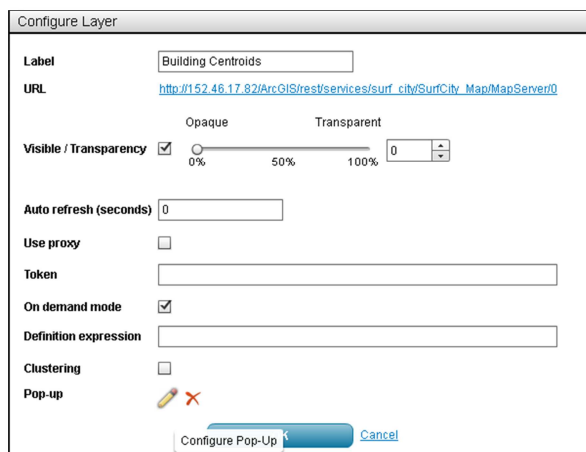 Configure Layer
Label Building Centroids
URL http://152.46.17.82/ArcGIS/rest/services/surf_city/SurfCity_Map/MapServer/0
Opaque Transparent
Visible / Transparency 0
0% 50% 100%
Auto refresh (seconds) 0
Use proxy
Token
On demand mode
Definition expression
Clustering
Pop-up
Configure Pop-Up Cancel